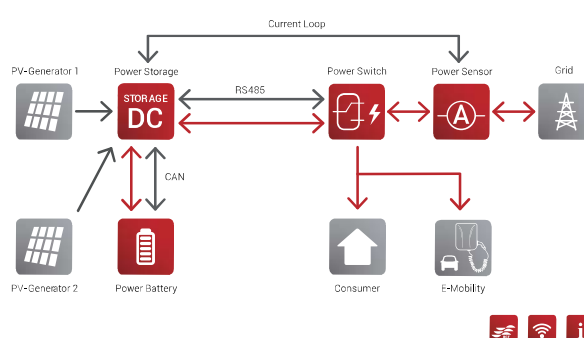 Current Loop
PV-Generator 1
Power Storage
Power Switch
Power Sensor
Grid
STORAGE
DC
RS485
A
CAN
PV-Generator 2
Power Battery
Consumer
E-Mobility
i